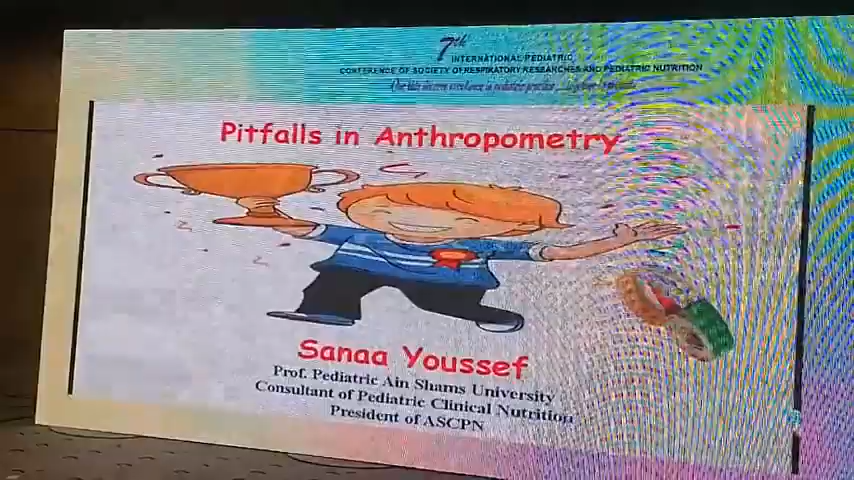 7th
INTERNATIONAL PEDIATRIC
CONFERENCE OF SOCIETY OF RESPIRATORY RESEARCHES AND PEDIATRIC NUTRITION
Pitfalls in Anthropometry
Sanaa Youssef
Prof. Pediatric Ain Shams University
Consultant of Pediatric Clinical Nutrition
President of ASCPN